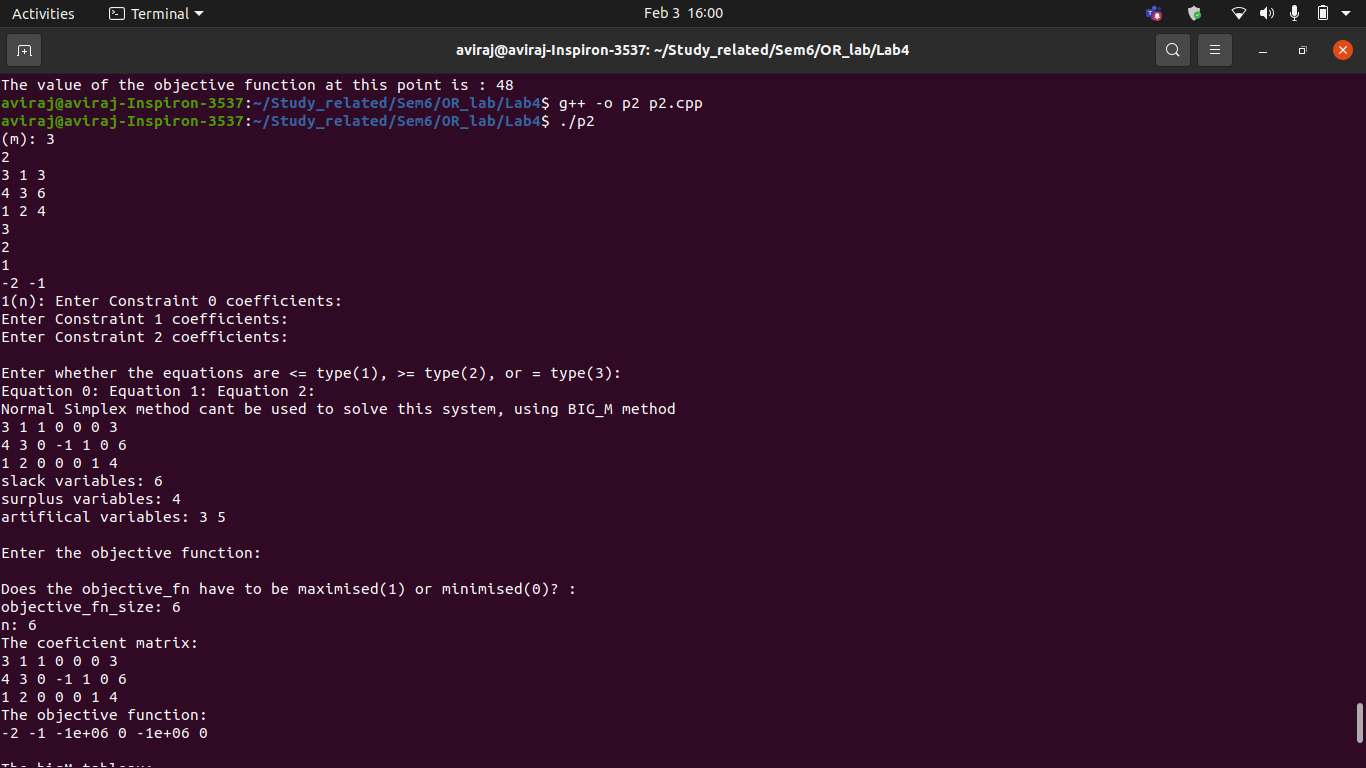 Activities
Terminal
Feb 3 16:00
aviraj@aviraj-Inspiron-3537: ~/Study_related/Sem6/OR_lab/Lab4
The value of the objective function at this point is : 48
aviraj@aviraj-Inspiron-3537:~/Study_related/Sem6/OR_lab/Lab4$ g++ -o p2 p2.cpp
aviraj@aviraj-Inspiron-3537:~/Study_related/Sem6/OR_lab/Lab4$ ./p2
(m): 3
2
3 1 3
4 3 6
1 2 4
3
2
1
-2 -1
1(n): Enter Constraint 0 coefficients:
Enter Constraint 1 coefficients:
Enter Constraint 2 coefficients:
Enter whether the equations are <= type(1), >= type(2), or = type(3):
Equation 0: Equation 1: Equation 2:
Normal Simplex method cant be used to solve this system, using BIG_M method
3 1 1 0 0 0 3
4 3 0 -1 1 0 6
1 2 0 0 0 1 4
slack variables: 6
surplus variables: 4
artifiical variables: 3 5
Enter the objective function:
Does the objective_fn have to be maximised(1) or minimised(0)? :
objective_fn_size: 6
n: 6
The coeficient matrix:
3 1 1 0 0 0 3
4 3 0 -1 1 0 6
1 2 0 0 0 1 4
The objective function:
-2 -1 -1e+06 0 -1e+06 0
The bigM tableau: